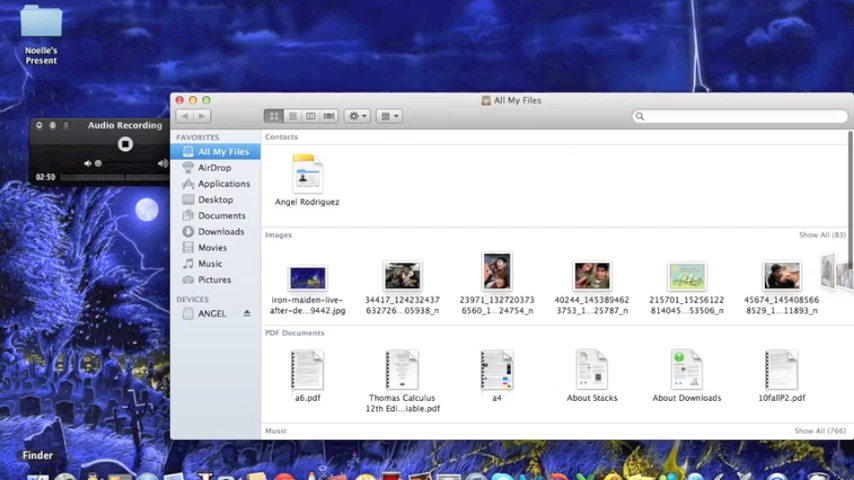 Noelle's
Present
All My Files
Audio Recording
02:50
FAVORITES
All My Files
AirDrop
Applications
Desktop
Documents
Downloads
Movies
Music
Pictures
DEVICES
ANGEL
Contacts
Angel Rodriguez
Images
Show All (83)
iron-maiden-live-
after-de...9442.jpg
34417_124232437
632726...05938_n
23971_132720373
6560_1...24754_n
40244_145389462
3753_1...25787_n
215701_15256122
814045...53506_n
45674_145408566
8529_1...11893_n
PDF Documents
a6.pdf
Thomas Calculus
12th Edi...iable.pdf
a4
About Stacks
About Downloads
10fallP2.pdf
Music
Show All (766)
Finder